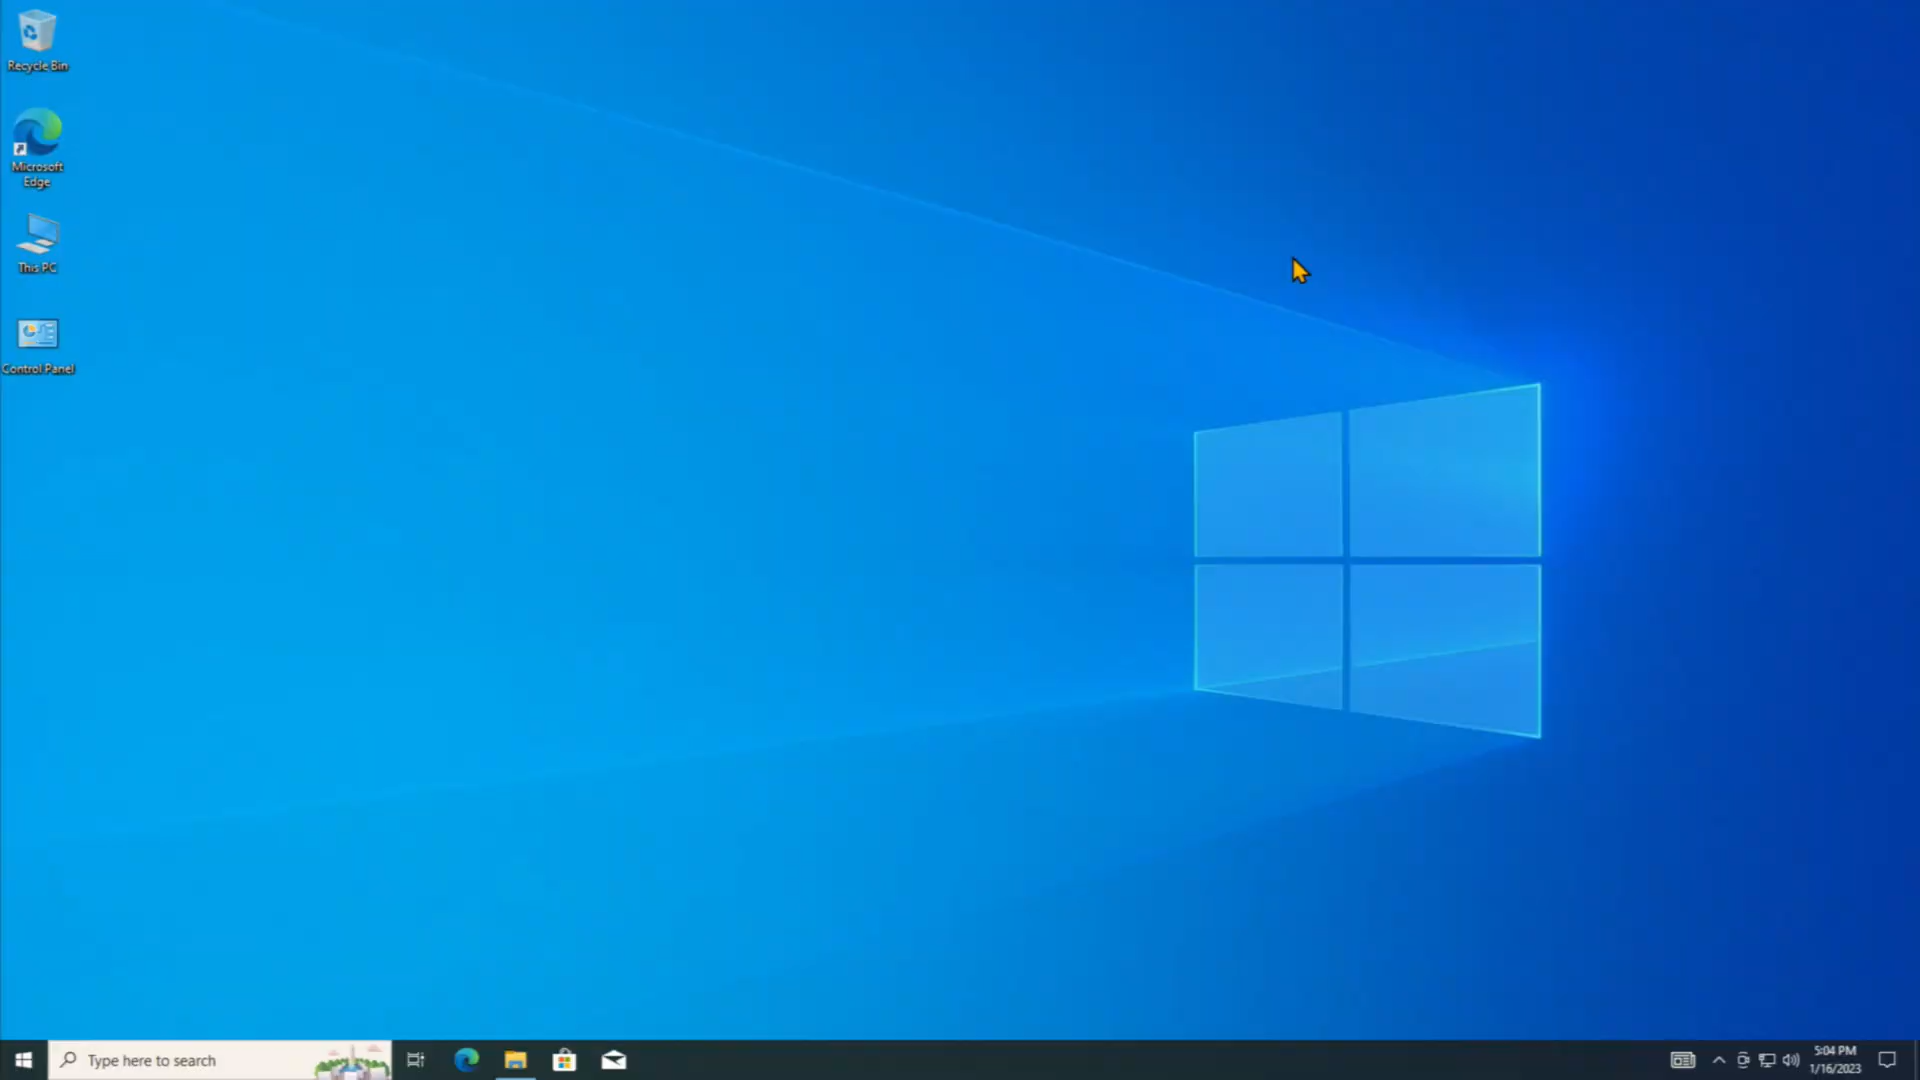 Recycle Bin
Microsoft
Edge
This PC
Control Panel
Type here to search
5:04 PM
1/16/2023